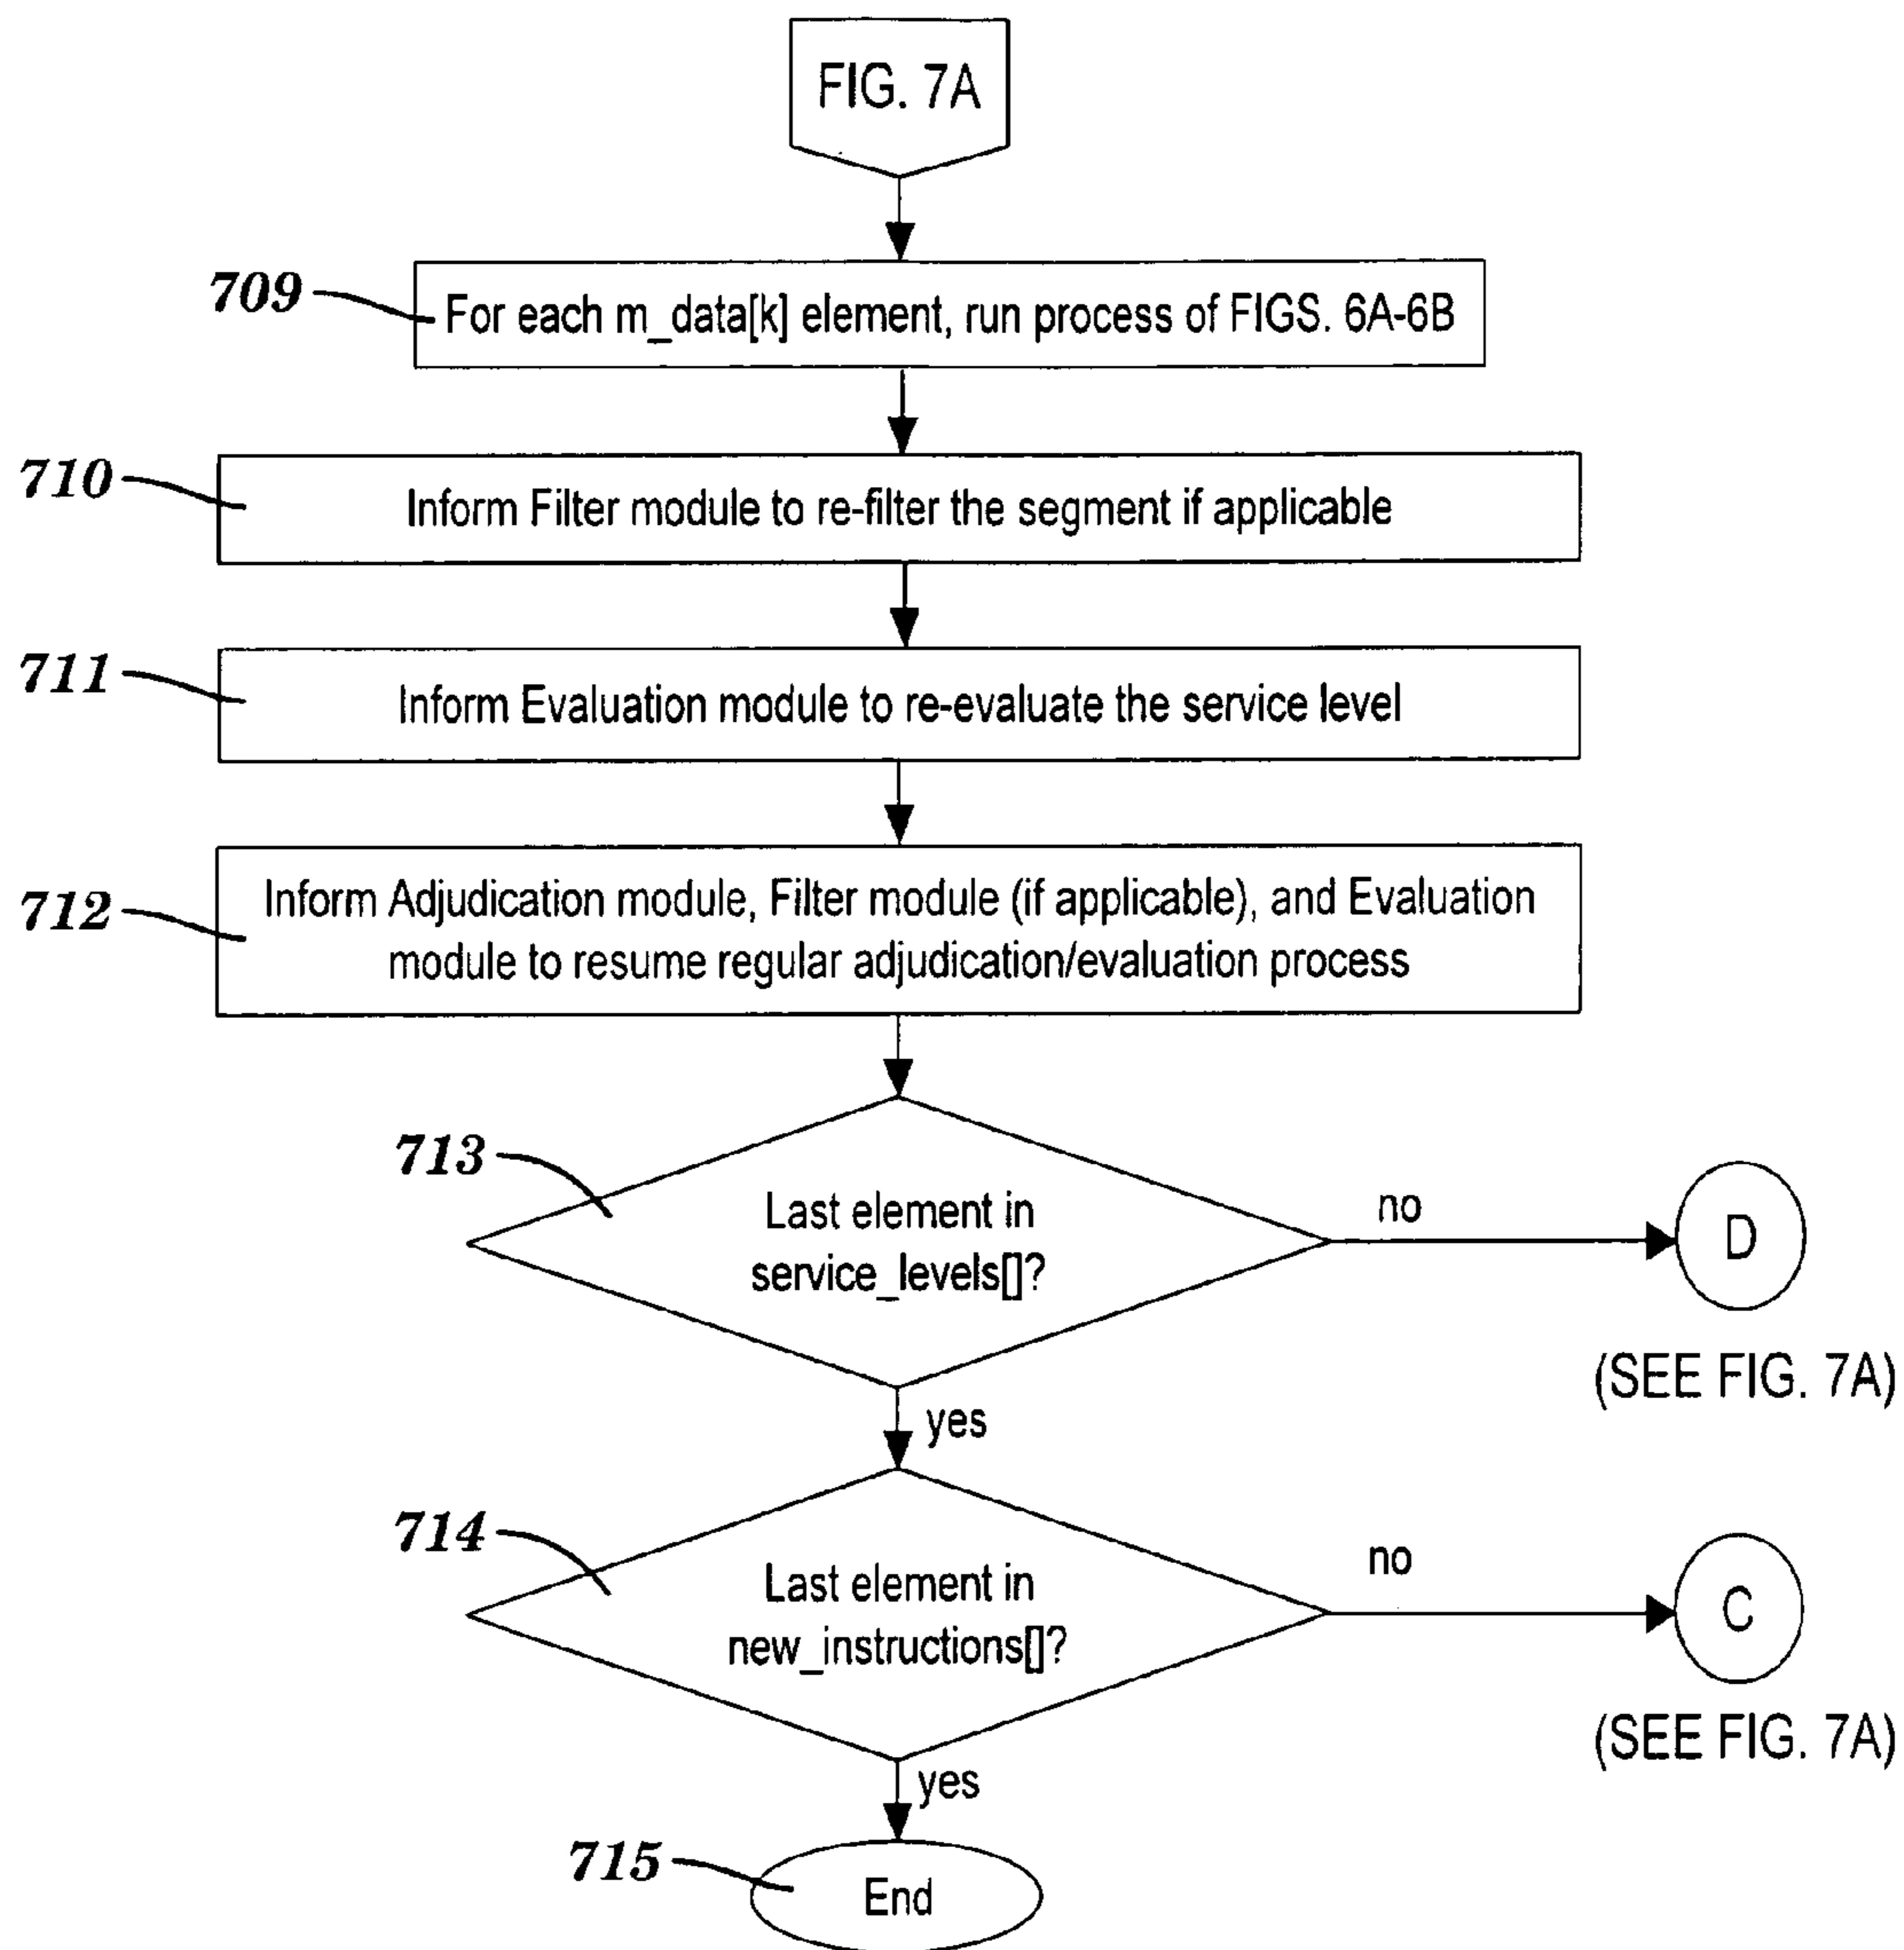 FIG. 7A
709
For each m_data[k] element, run process of FIGS. 6A-6B
710
Inform Filter module to re-filter the segment if applicable
711
Inform Evaluation module to re-evaluate the service level
712
Inform Adjudication module, Filter module (if applicable), and Evaluation
module to resume regular adjudication/evaluation process
713
Last element in
service_levels[]?
no
D
(SEE FIG. 7A)
yes
714
Last element in
new_instructions[]?
no
C
(SEE FIG. 7A)
yes
715
End